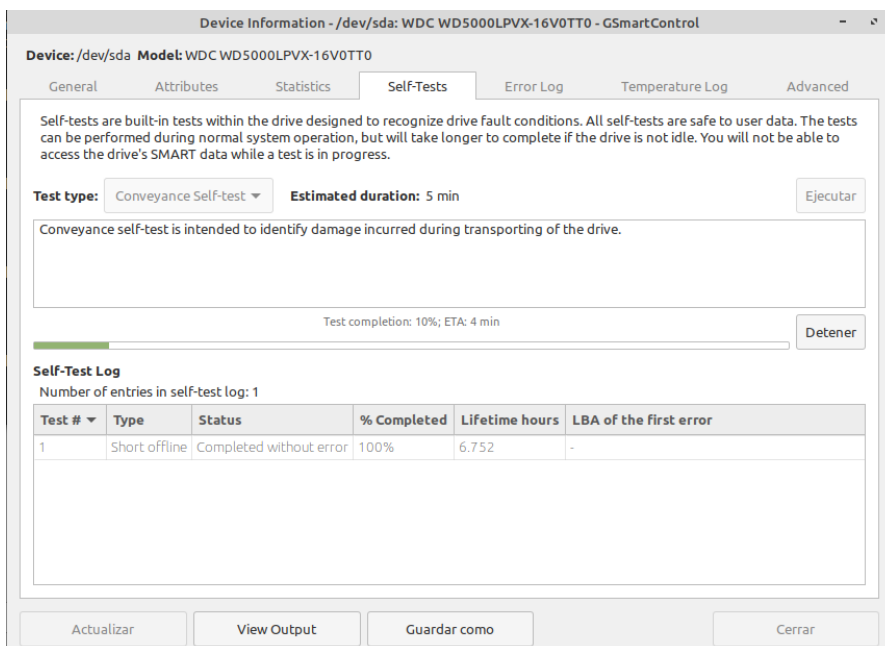 Device Information - /dev/sda: WDC WD5000LPVX-16V0TT0 - GSmartControl
Device: /dev/sda Model: WDC WD5000LPVX-16V0TT0
General Attributes Statistics Self-Tests Error Log Temperature Log Advanced
Self-tests are built-in tests within the drive designed to recognize drive fault conditions. All self-tests are safe to user data. The tests
can be performed during normal system operation, but will take longer to complete if the drive is not idle. You will not be able to
access the drive's SMART data while a test is in progress.
Test type: Conveyance Self-test Estimated duration: 5 min Ejecutar
Conveyance self-test is intended to identify damage incurred during transporting of the drive.
Test completion: 10%; ETA: 4 min
Detener
Self-Test Log
Number of entries in self-test log: 1
Test # Type Status % Completed Lifetime hours LBA of the first error
1 Short offline Completed without error 100% 6.752 -
Actualizar View Output Guardar como Cerrar